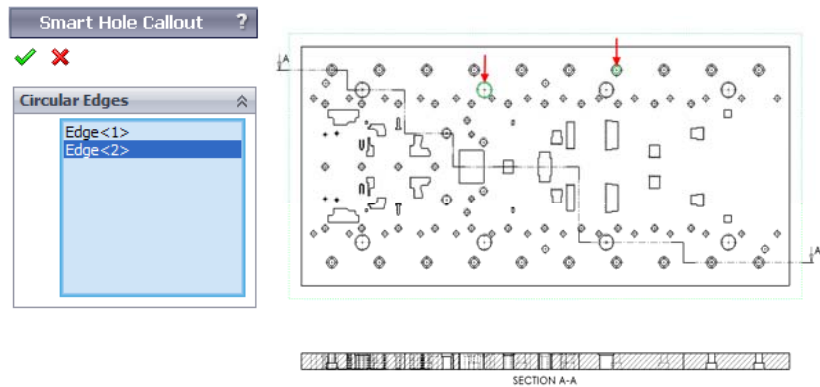 Smart Hole Callout ?
Circular Edges
Edge<1>
Edge<2>
A
A
SECTION A-A